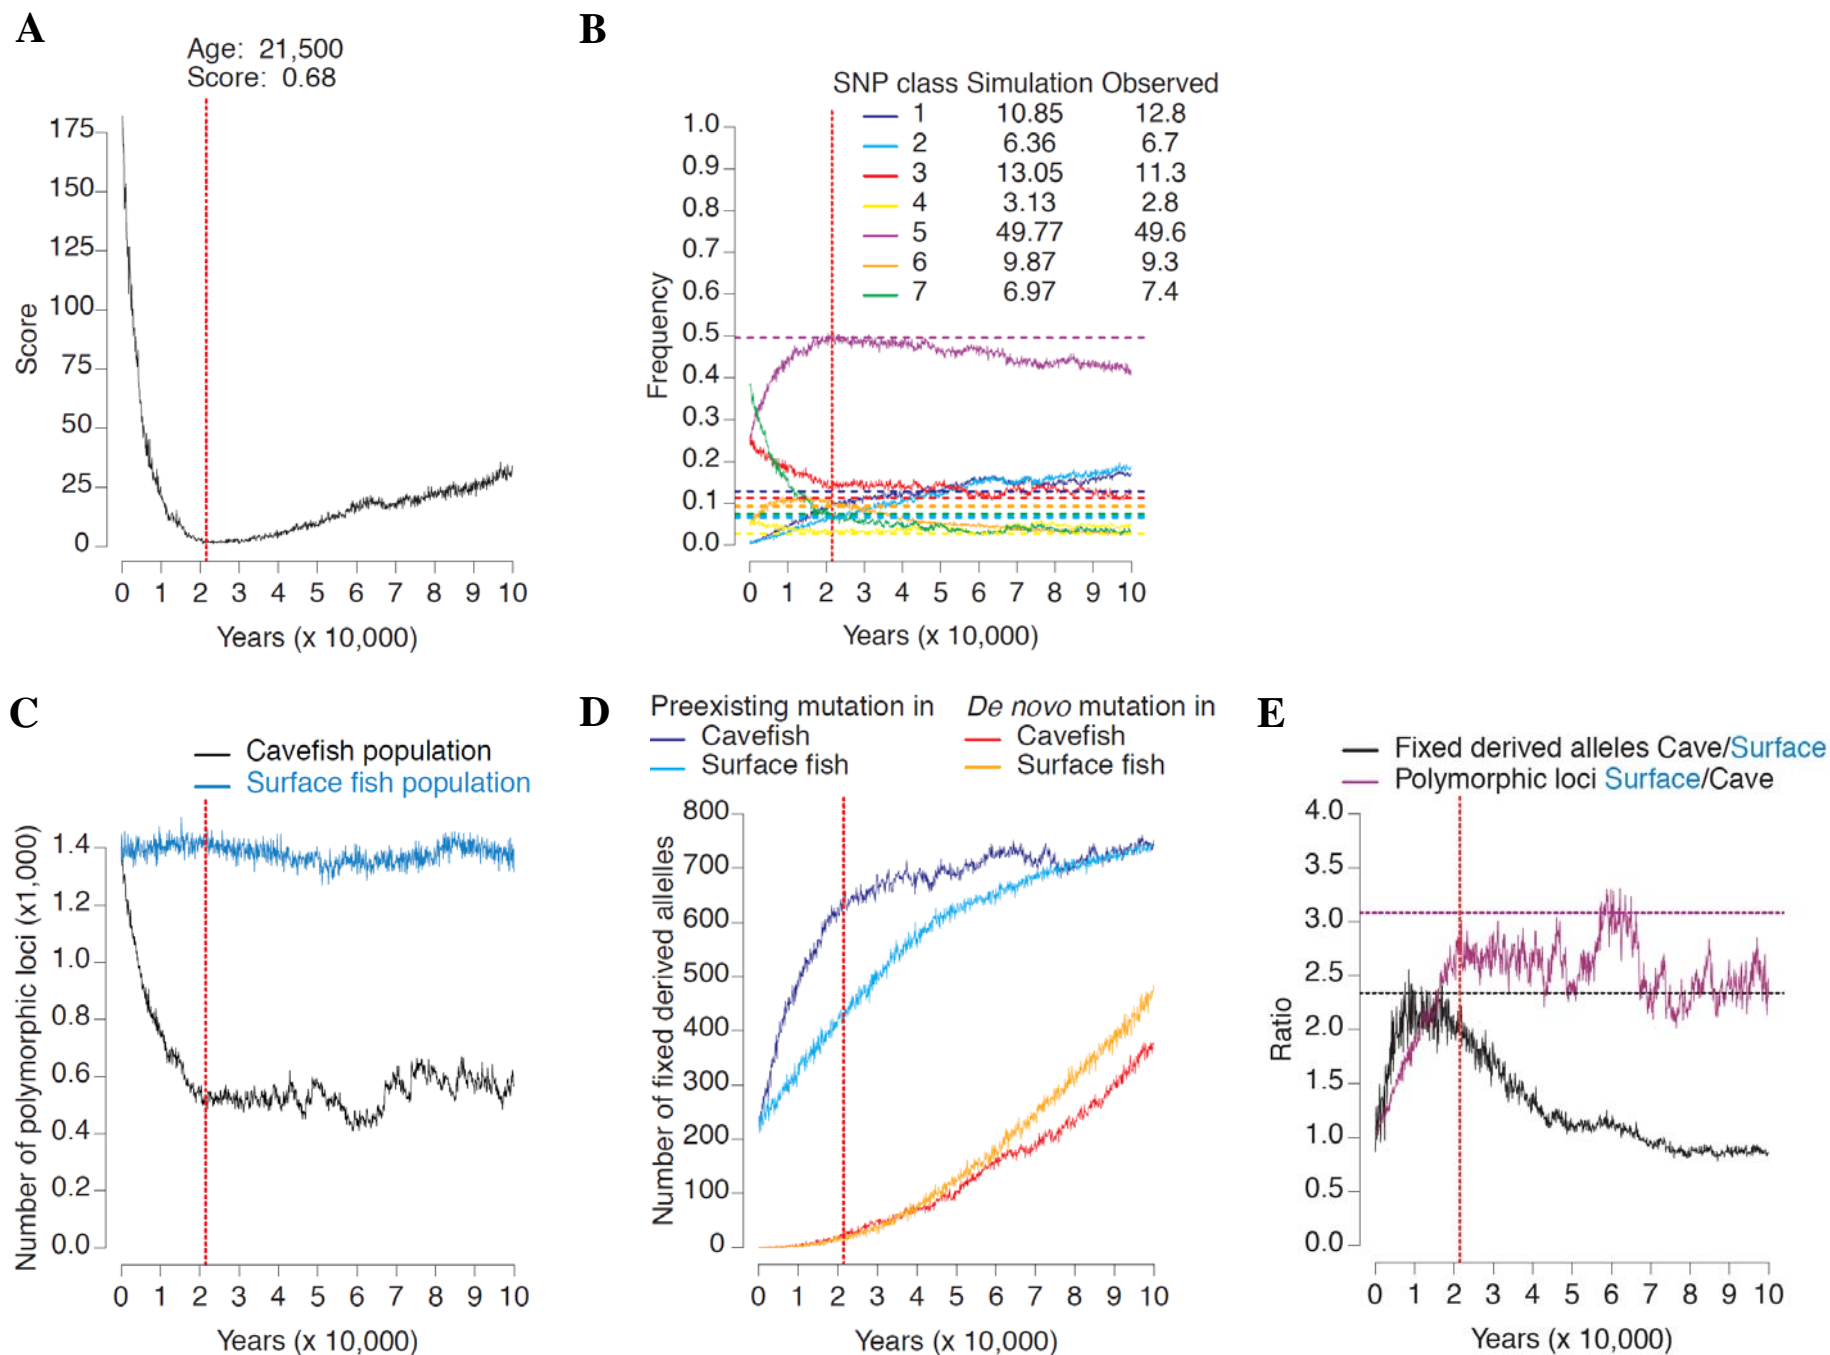 A
Age: 21,500
Score: 0.68
175
150
125
100
75
50
25
0
Score
0 1 2 3 4 5 6 7 8 9 10
Years (x 10,000)
B
SNP class Simulation Observed
1 10.85 12.8
2 6.36 6.7
3 13.05 11.3
4 3.13 2.8
5 49.77 49.6
6 9.87 9.3
7 6.97 7.4
1.0
0.9
0.8
0.7
0.6
0.5
0.4
0.3
0.2
0.1
0.0
Frequency
0 1 2 3 4 5 6 7 8 9 10
Years (x 10,000)
C
Cavefish population
Surface fish population
1.4
1.2
1.0
0.8
0.6
0.4
0.2
0.0
Number of polymorphic loci (x1,000)
0 1 2 3 4 5 6 7 8 9 10
Years (x 10,000)
D
Preexisting mutation in De novo mutation in
Cavefish Cavefish
Surface fish Surface fish
800
700
600
500
400
300
200
100
0
Number of fixed derived alleles
0 1 2 3 4 5 6 7 8 9 10
Years (x 10,000)
E
Fixed derived alleles Cave/Surface
Polymorphic loci Surface/Cave
4.0
3.5
3.0
2.5
2.0
1.5
1.0
0.5
0.0
Ratio
0 1 2 3 4 5 6 7 8 9 10
Years (x 10,000)